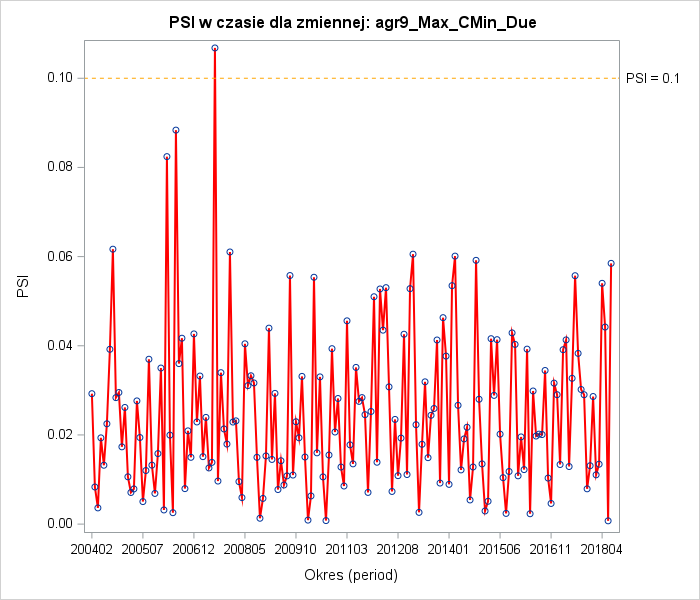 PSI w czasie dla zmiennej: agr9_Max_CMin_Due
PSI
0.10
0.08
0.06
0.04
0.02
0.00
PSI = 0.1
200402 200507 200612 200805 200910 201103 201208 201401 201506 201611 201804
Okres (period)